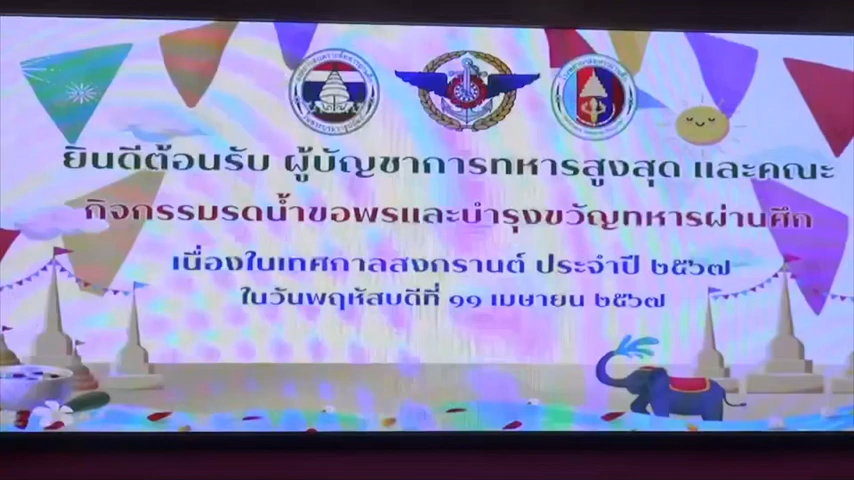 ยินดีต้อนรับ ผู้บัญชาการทหารสูงสุด และคณะ
กิจกรรมรดน้ำขอพรและบำรุงขวัญทหารผ่านศึก
เนื่องในเทศกาลสงกรานต์ ประจำปี ๒๕๖๗
ในวันพฤหัสบดีที่ ๑๑ เมษายน ๒๕๖๗